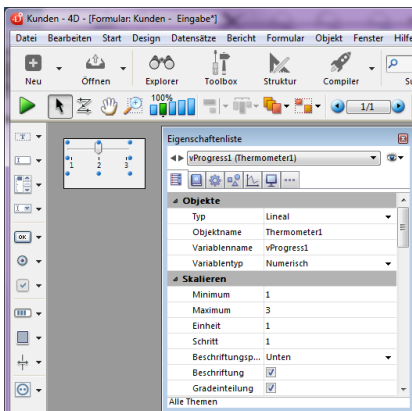 Kunden - 4D - [Formular: Kunden - Eingabe*]
Datei Bearbeiten Start Design Datensätze Bericht Formular Objekt Fenster Hilfe
Neu Öffnen Explorer Toolbox Struktur Compiler
100%
1/1
Eigenschaftenliste
vProgress1 (Thermometer1)
1 2 3
Objekte
Typ Lineal
Objektname Thermometer1
Variablenname vProgress1
Variablentyp Numerisch
OK
Skalieren
Minimum 1
Maximum 3
Einheit 1
Schritt 1
Beschriftungsp... Unten
Beschriftung
Gradeinteilung
Alle Themen